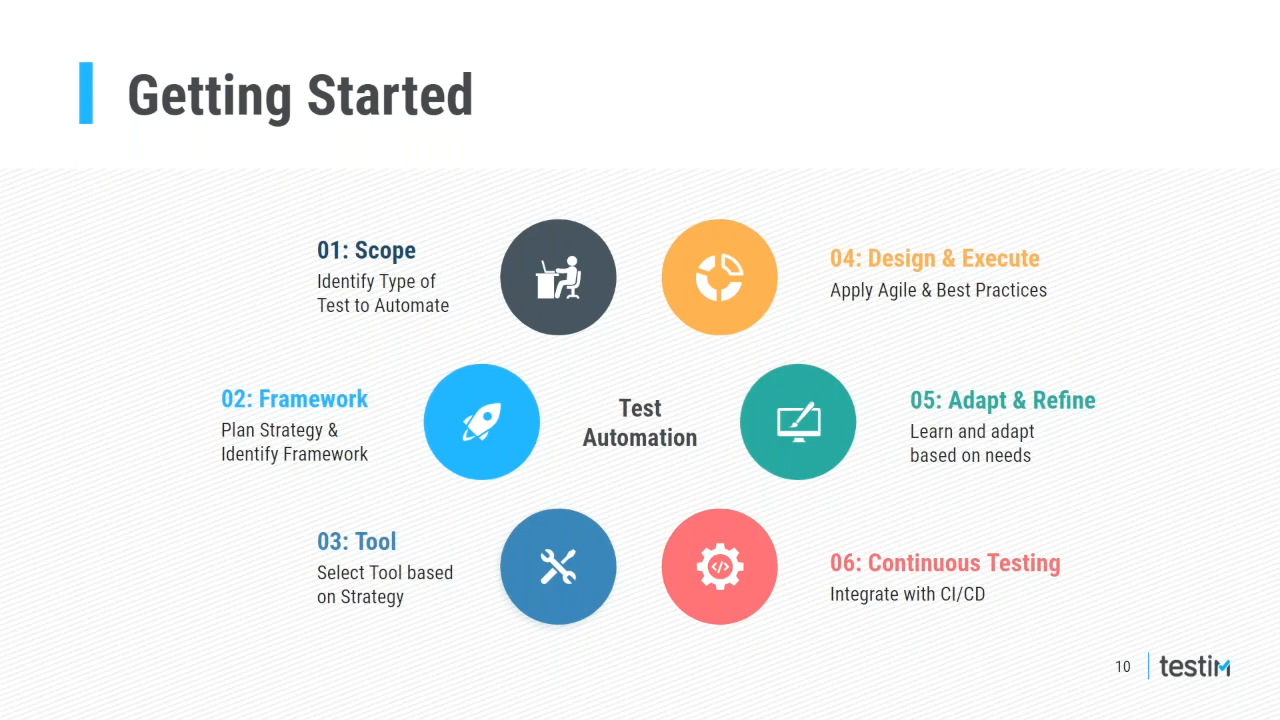 Getting Started
01: Scope
Identify Type of
Test to Automate
02: Framework
Plan Strategy &
Identify Framework
03: Tool
Select Tool based
on Strategy
Test
Automation
04: Design & Execute
Apply Agile & Best Practices
05: Adapt & Refine
Learn and adapt
based on needs
</>
06: Continuous Testing
Integrate with CI/CD
10
testim